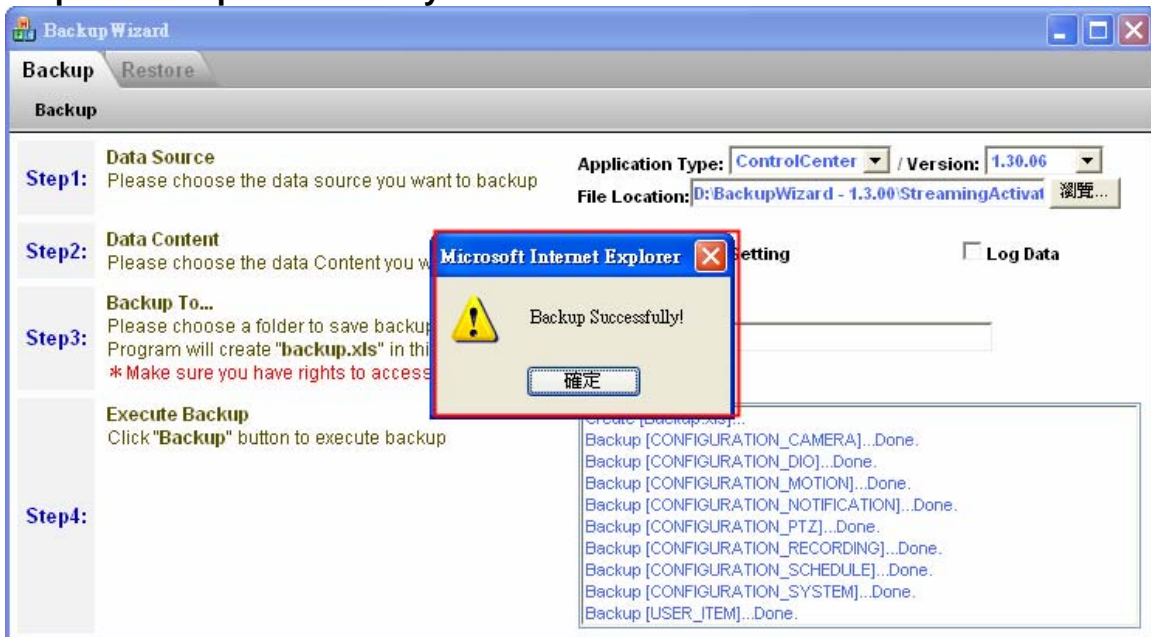 Backup Wizard
Backup Restore
Backup
Step1:
Data Source
Please choose the data source you want to backup
Application Type: ControlCenter / Version: 1.30.06
File Location: D:\BackupWizard - 1.3.00\StreamingActivat 瀏覽...
Step2:
Data Content
Please choose the data Content you
etting
Log Data
Microsoft Internet Explorer
Backup Successfully!
確定
Step3:
Backup To...
Please choose a folder to save backup
Program will create "backup.xls" in thi
* Make sure you have rights to access
Step4:
Execute Backup
Click "Backup" button to execute backup
Create [Backup.xls]...
Backup [CONFIGURATION_CAMERA]...Done.
Backup [CONFIGURATION_DIO]...Done.
Backup [CONFIGURATION_MOTION]...Done.
Backup [CONFIGURATION_NOTIFICATION]...Done.
Backup [CONFIGURATION_PTZ]...Done.
Backup [CONFIGURATION_RECORDING]...Done.
Backup [CONFIGURATION_SCHEDULE]...Done.
Backup [CONFIGURATION_SYSTEM]...Done.
Backup [USER_ITEM]...Done.